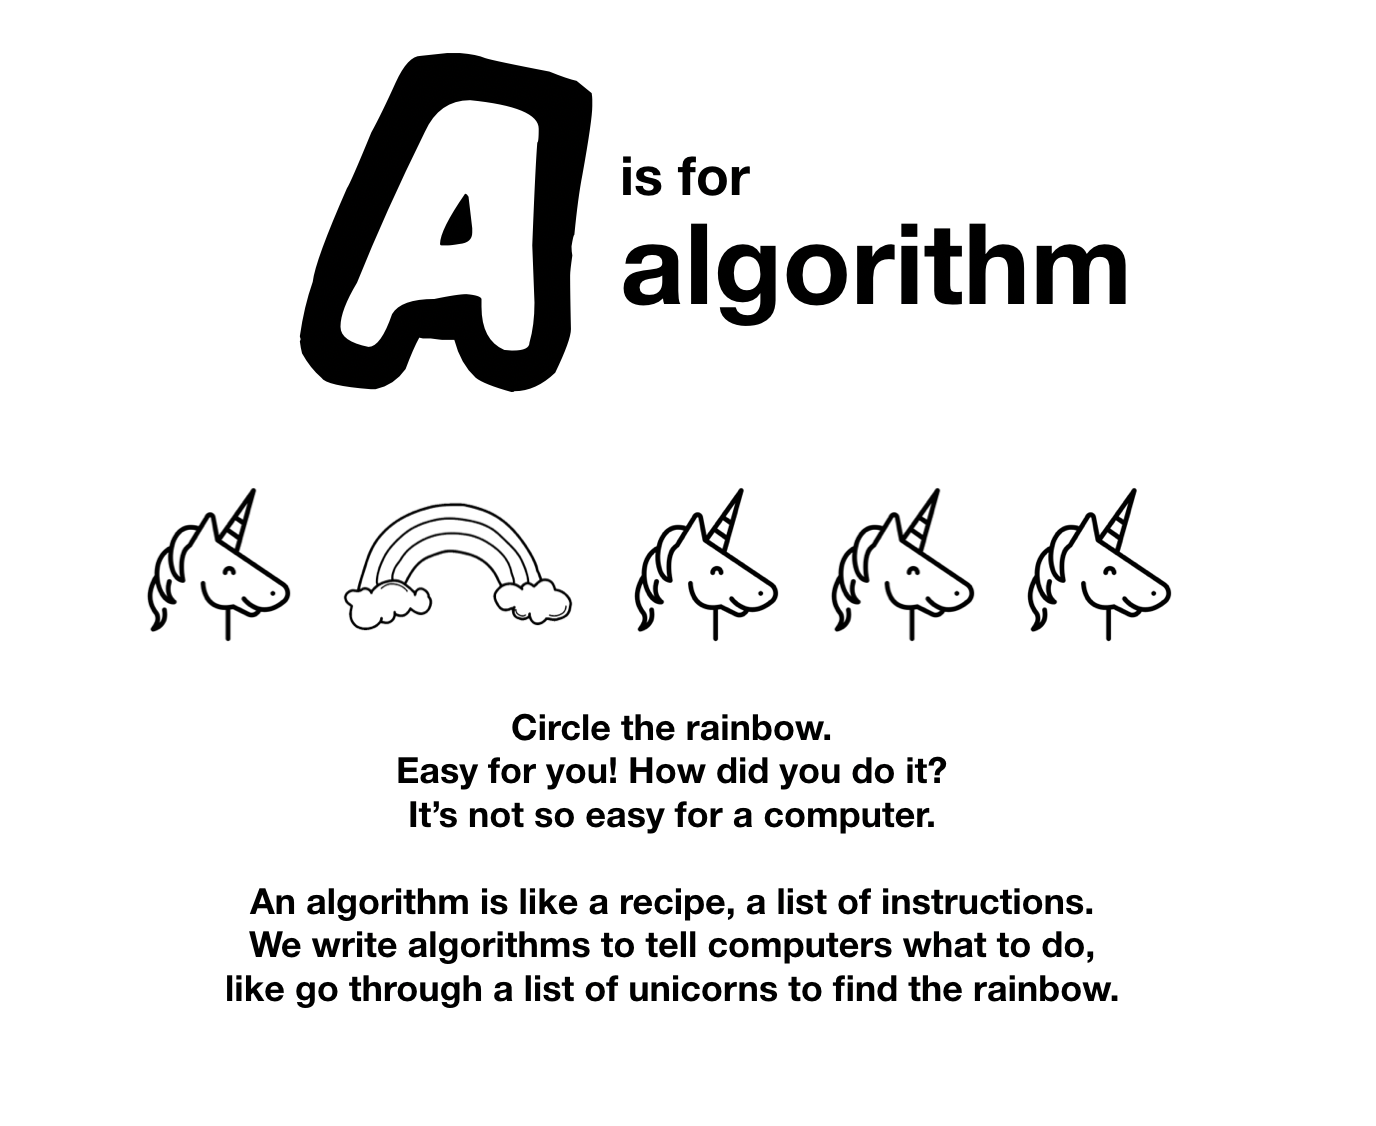 A
is for
algorithm
Circle the rainbow.
Easy for you! How did you do it?
It’s not so easy for a computer.
An algorithm is like a recipe, a list of instructions.
We write algorithms to tell computers what to do,
like go through a list of unicorns to find the rainbow.